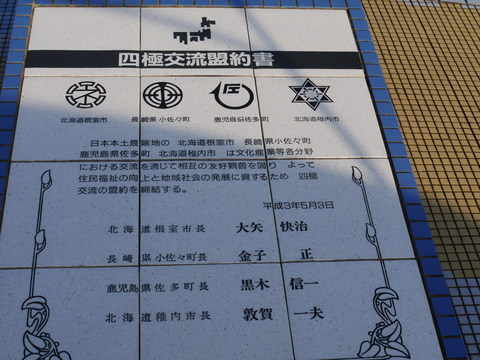 四極交流盟約書
北海道根室市 長崎県小佐々町 鹿児島県佐多町 北海道稚内市
日本本土最端地の 北海道根室市 長崎県小佐々町
鹿児島県佐多町 北海道稚内市 は文化産業等各分野
における交流を通じて相互の友好親善を図り よって
住民福祉の向上と地域社会の発展に資するため 四極
交流の盟約を締結する。
平成3年5月3日
北海道根室市長 大矢 快治
長崎県小佐々町長 金子 正
鹿児島県佐多町長 黒木 信一
北海道稚内市長 敦賀 一夫